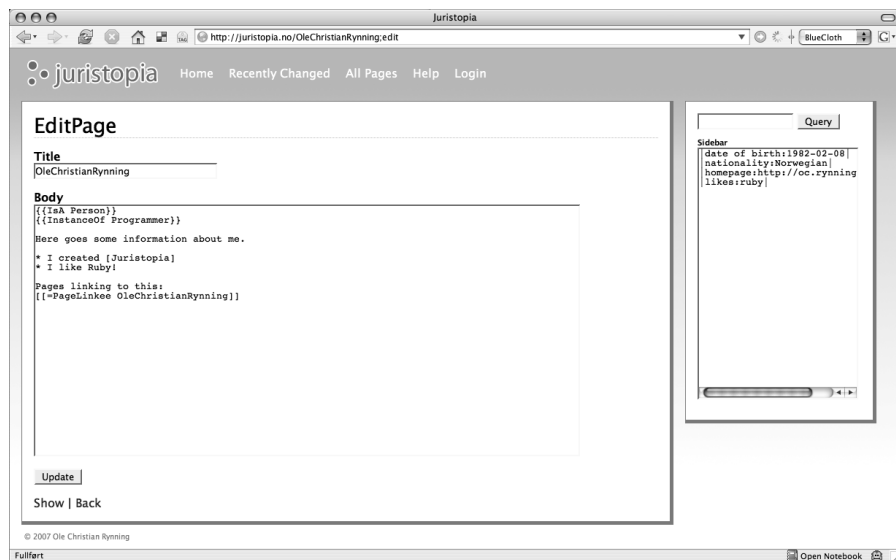 Juristopia
http://juristopia.no/OleChristianRynning;edit
BlueCloth
G
juristopia Home Recently Changed All Pages Help Login
EditPage
Title
OleChristianRynning
Body
{{IsA Person}}
{{InstanceOf Programmer}}
Here goes some information about me.
* I created [Juristopia]
* I like Ruby!
Pages linking to this:
[[=PageLinkee OleChristianRynning]]
Update
Show | Back
Query
Sidebar
|date of birth:1982-02-08|
|nationality:Norwegian|
|homepage:http://oc.rynning
|likes:ruby|
© 2007 Ole Christian Rynning
Fullført
Open Notebook